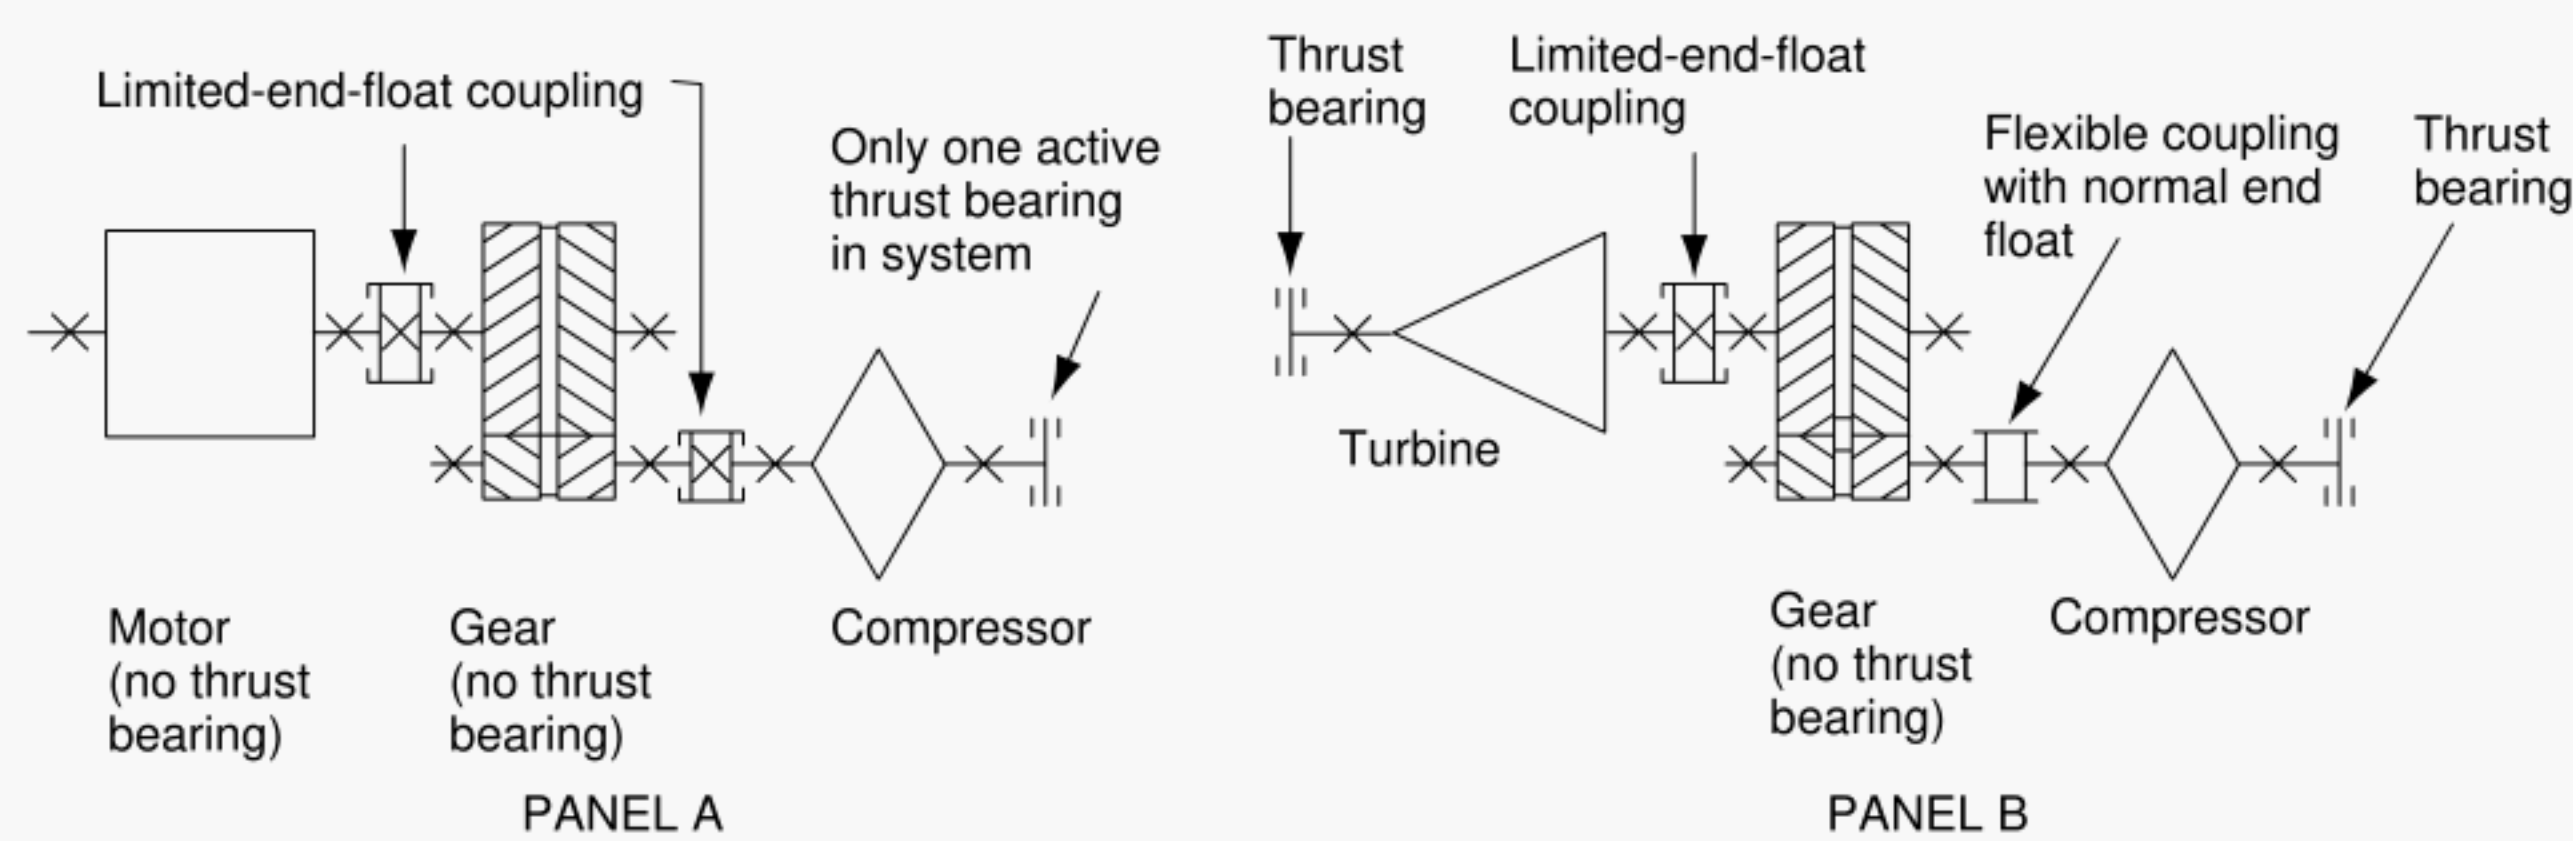 Limited-end-float coupling
Only one active
thrust bearing
in system
Motor
(no thrust
bearing)
Gear
(no thrust
bearing)
Compressor
PANEL A
Thrust
bearing
Limited-end-float
coupling
Flexible coupling
with normal end
float
Thrust
bearing
Turbine
Gear
(no thrust
bearing)
Compressor
PANEL B